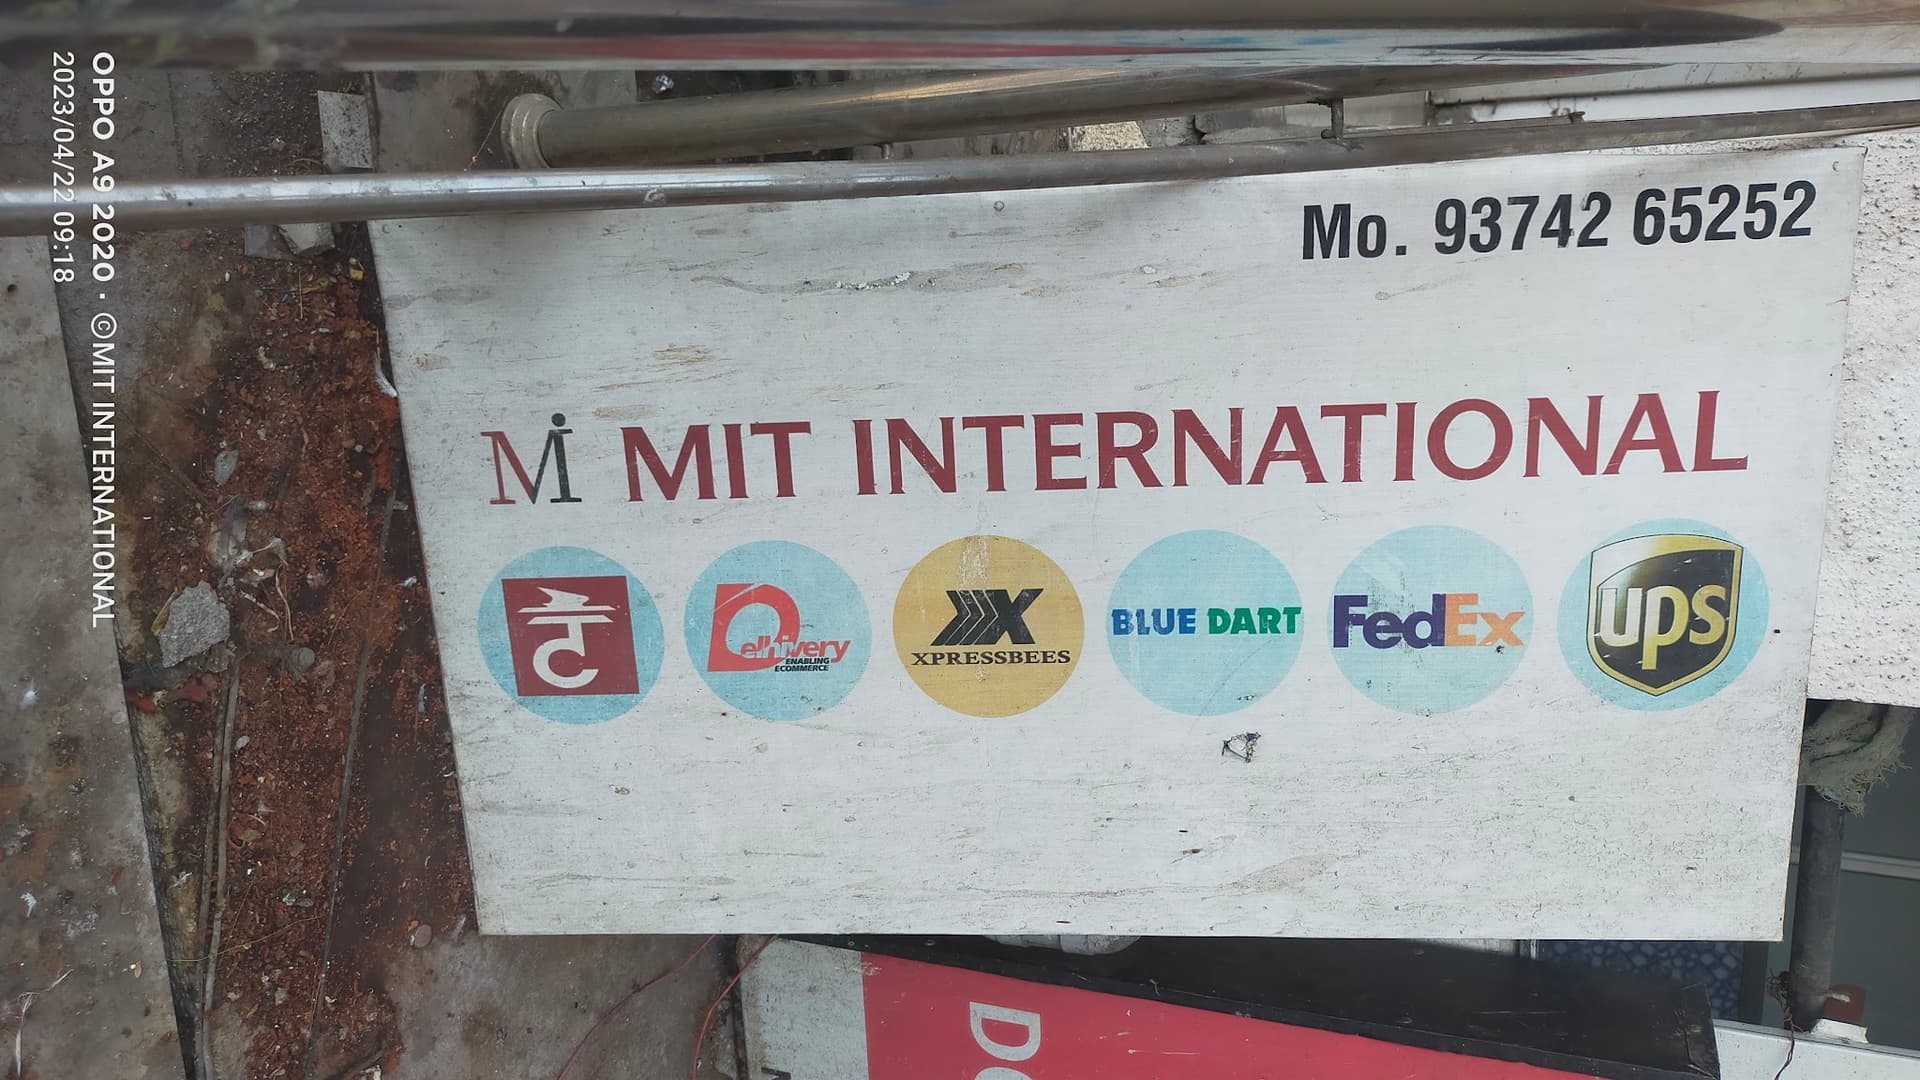 Mo. 93742 65252
Mi MIT INTERNATIONAL
Delhivery
ENABLING
ECOMMERCE
XPRESSBEES
BLUE DART
FedEx
ups
OPPO A9 2020 · ©MIT INTERNATIONAL
2023/04/22 09:18